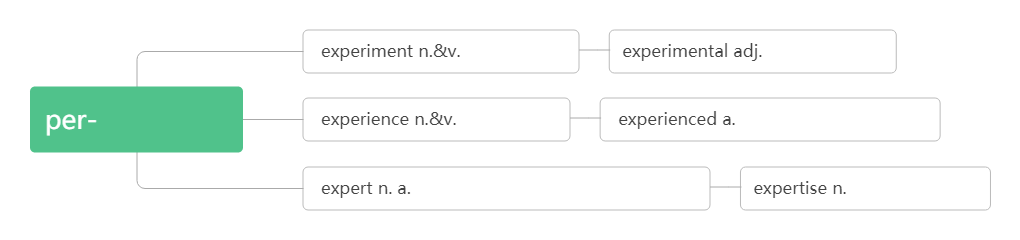 per-
experiment n.&v.
experimental adj.
experience n.&v.
experienced a.
expert n. a.
expertise n.